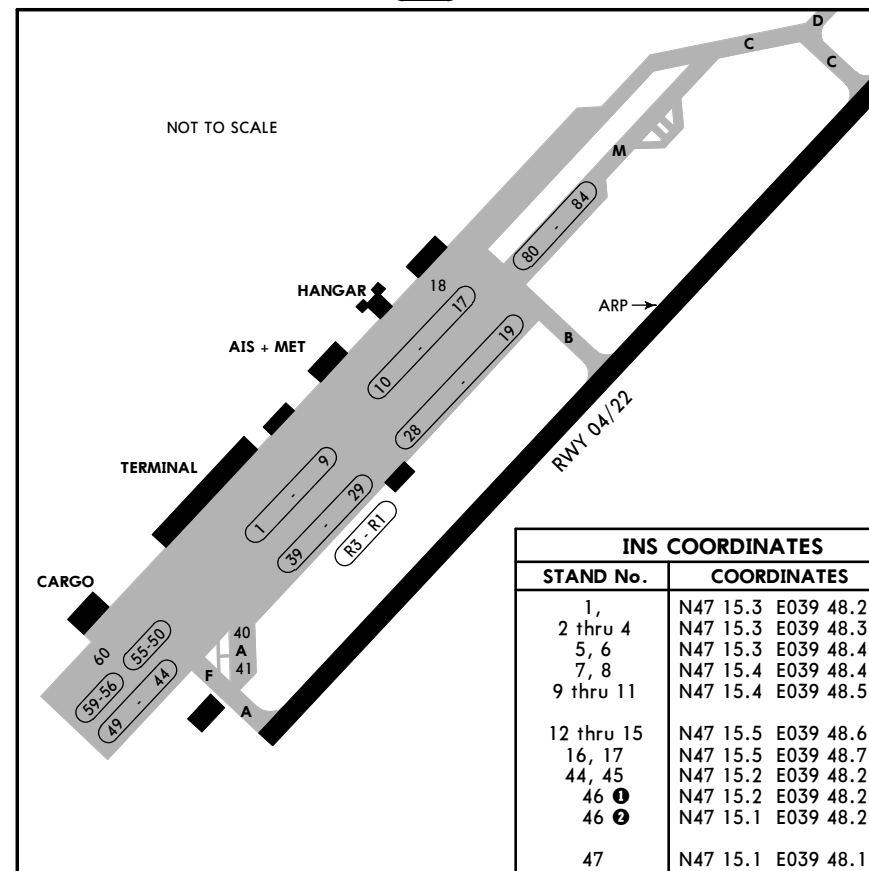 D
C
C
NOT TO SCALE
M
80 - 84
HANGAR
18
ARP
10 - 17
B
AIS + MET
28 - 19
RWY 04/22
TERMINAL
1 - 9
39 - 29
R3 - R1
CARGO
60
55-50
40
A
41
F
59-56
49 - 44
A
INS COORDINATES
STAND No. COORDINATES
1, N47 15.3 E039 48.2
2 thru 4 N47 15.3 E039 48.3
5, 6 N47 15.3 E039 48.4
7, 8 N47 15.4 E039 48.4
9 thru 11 N47 15.4 E039 48.5
12 thru 15 N47 15.5 E039 48.6
16, 17 N47 15.5 E039 48.7
44, 45 N47 15.2 E039 48.2
46 ❶ N47 15.2 E039 48.2
46 ❷ N47 15.1 E039 48.2
47 N47 15.1 E039 48.1